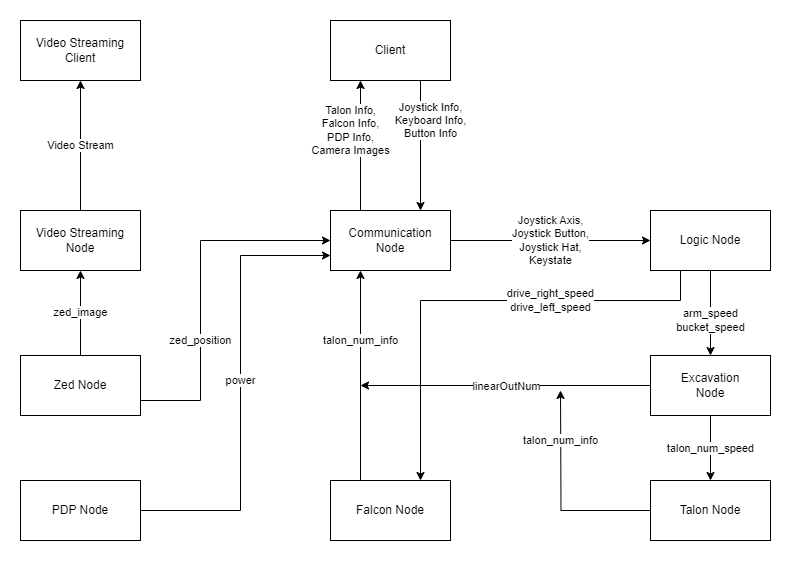 Video Streaming
Client
Client
Video Stream
Talon Info,
Falcon Info,
PDP Info,
Camera Images
Joystick Info,
Keyboard Info,
Button Info
Video Streaming
Node
Communication
Node
Joystick Axis,
Joystick Button,
Joystick Hat,
Keystate
Logic Node
zed_image
zed_position
talon_num_info
drive_right_speed
drive_left_speed
arm_speed
bucket_speed
Zed Node
power
linearOutNum
Excavation
Node
talon_num_info
talon_num_speed
PDP Node
Falcon Node
Talon Node